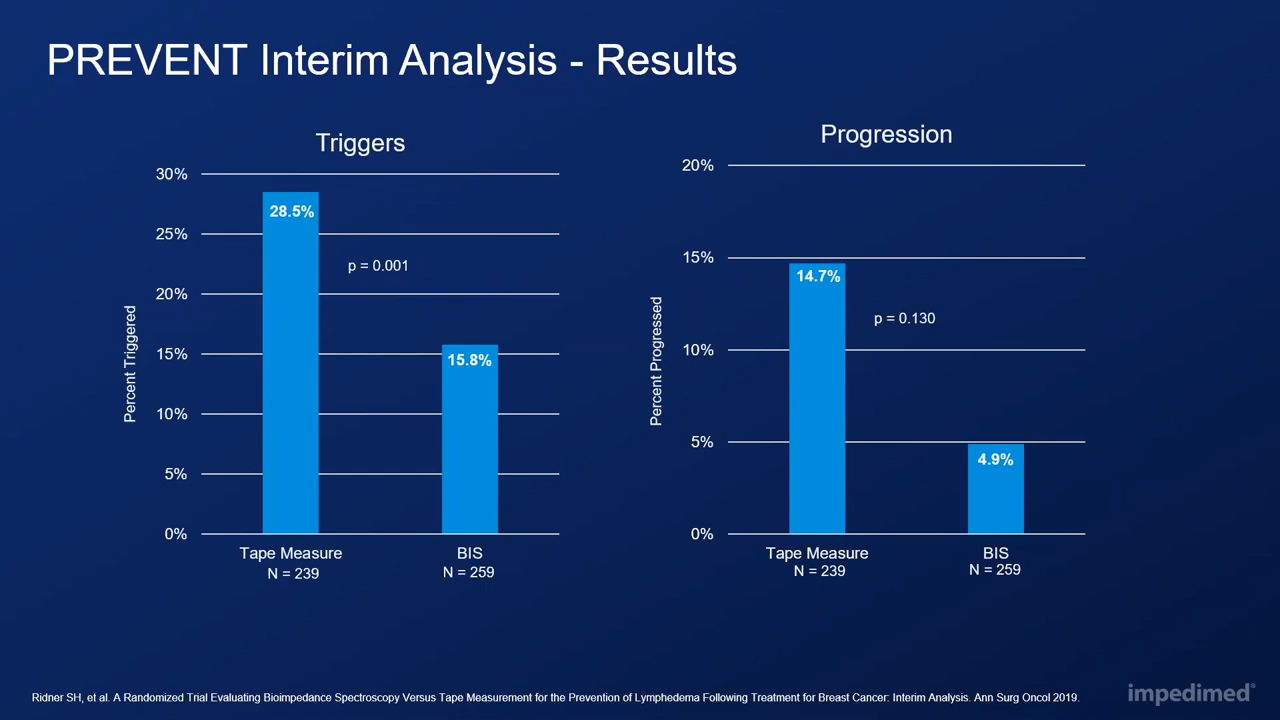 PREVENT Interim Analysis - Results
Triggers
30%
25%
20%
15%
10%
5%
0%
Percent Triggered
28.5%
p = 0.001
15.8%
Tape Measure
N = 239
BIS
N = 259
Progression
20%
15%
10%
5%
0%
Percent Progressed
14.7%
p = 0.130
4.9%
Tape Measure
N = 239
BIS
N = 259
Ridner SH, et al. A Randomized Trial Evaluating Bioimpedance Spectroscopy Versus Tape Measurement for the Prevention of Lymphedema Following Treatment for Breast Cancer: Interim Analysis. Ann Surg Oncol 2019.
impedimed®